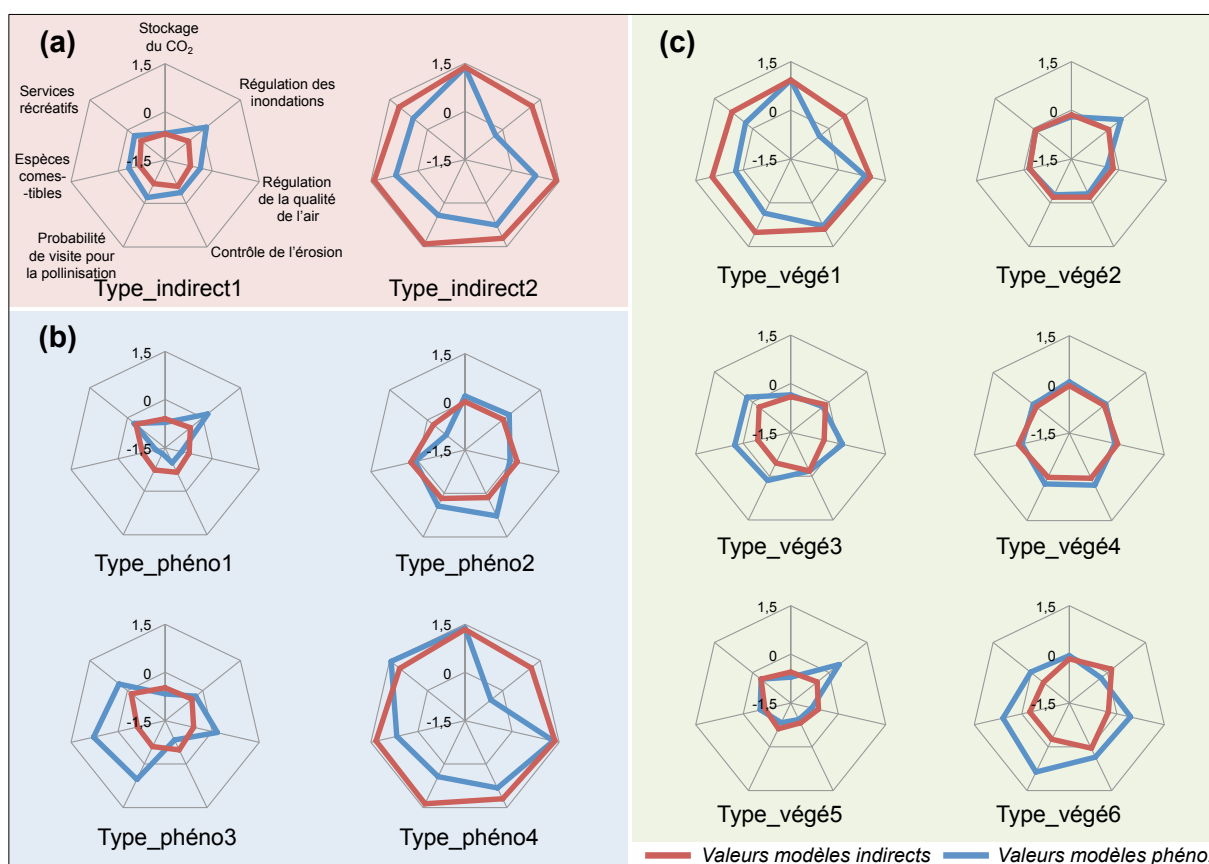 (a)
Stockage
du CO₂
1,5
0
-1,5
Services
récréatifs
Régulation des
inondations
Espèces
comes-
-tibles
Régulation
de la qualité
de l'air
Probabilité
de visite pour
la pollinisation
Contrôle de l'érosion
Type_indirect1
1,5
0
-1,5
Type_indirect2
(b)
1,5
0
-1,5
Type_phéno1
1,5
0
-1,5
Type_phéno2
1,5
0
-1,5
Type_phéno3
1,5
0
-1,5
Type_phéno4
(c)
1,5
0
-1,5
Type_végé1
1,5
0
-1,5
Type_végé2
1,5
0
-1,5
Type_végé3
1,5
0
-1,5
Type_végé4
1,5
0
-1,5
Type_végé5
1,5
0
-1,5
Type_végé6
Valeurs modèles indirects
Valeurs modèles phéno